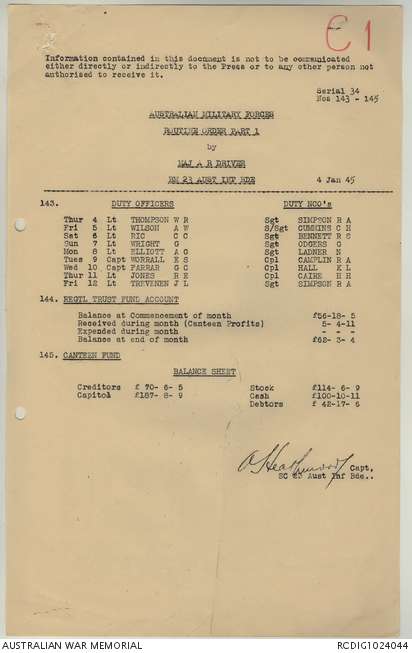 C1
Information contained in this document is not to be communicated
either directly or indirectly to the Press or to any other person not
authorised to receive it.
Serial 34
Nos 143 - 145
AUSTRALIAN MILITARY FORCES
ROUTING ORDER PART 1
by
MAJ A R DRIVER
BM 23 AUST INF BDE 4 Jan 45
143. DUTY OFFICERS DUTY NCO's
Thur 4 Lt THOMPSON W R Sgt SIMPSON R A
Fri 5 Lt WILSON A W S/Sgt CUMMINS C H
Sat 6 Lt RIC C C Sgt BENNETT R S
Sun 7 Lt WRIGHT G Sgt ODGERS G
Mon 8 Lt ELLIOTT A G Sgt LADNER N
Tues 9 Capt WORRALL E S Cpl CAMPLIN R A
Wed 10 Capt FARRAR G C Cpl HALL K L
Thur 11 Lt JONES R E Cpl CAIRE H H
Fri 12 Lt TREVENEN J L Sgt SIMPSON R A
144. REGTL TRUST FUND ACCOUNT
Balance at Commencement of month £56-18- 5
Received during month (Canteen Profits) 5- 4-11
Expended during month - - -
Balance at end of month £62- 3- 4
145. CANTEEN FUND
BALANCE SHEET
Creditors £ 70- 6- 5 Stock £114- 6- 9
Capitol £187- 8- 9 Cash £100-10-11
Debtors £ 42-17- 6
Capt,
SC 23 Aust Inf Bde..
AUSTRALIAN WAR MEMORIAL RCDIG1024044